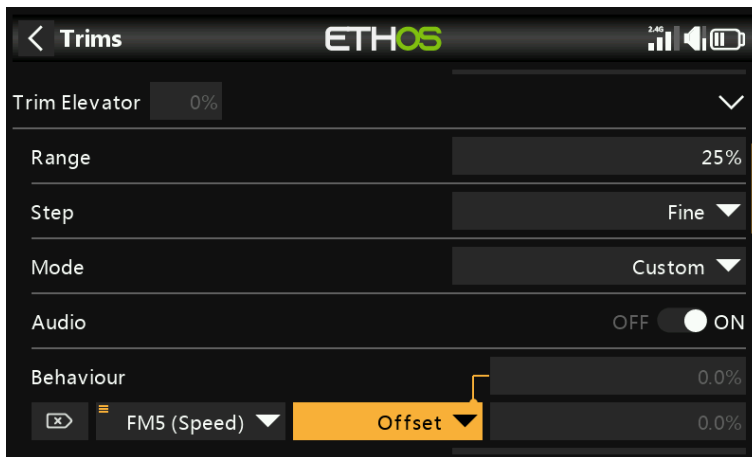 Trims ETHOS 2.4G
Trim Elevator 0%
Range 25%
Step Fine
Mode Custom
Audio OFF ON
Behaviour 0.0%
FM5 (Speed) Offset 0.0%